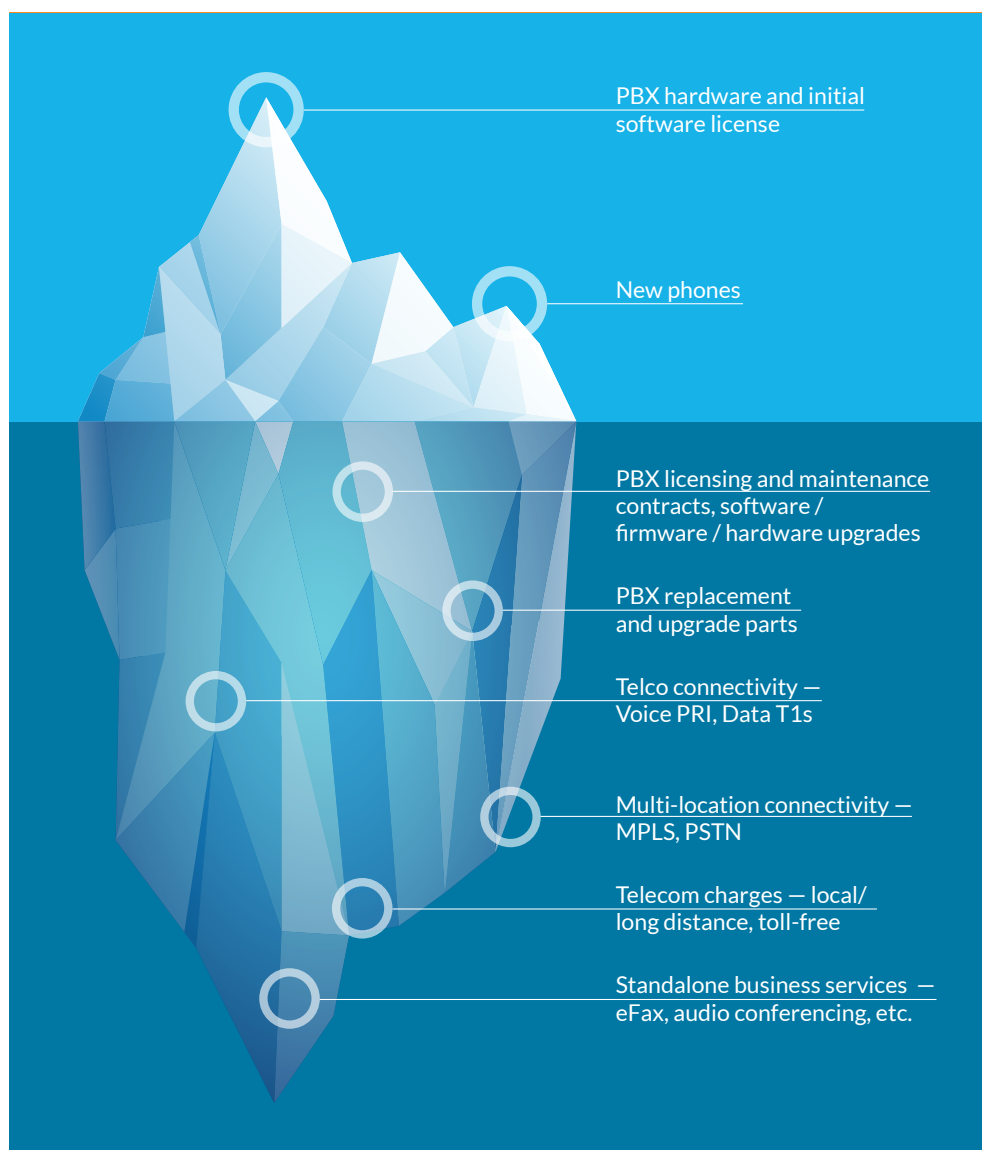 PBX hardware and initial
software license
New phones
PBX licensing and maintenance
contracts, software /
firmware / hardware upgrades
PBX replacement
and upgrade parts
Telco connectivity —
Voice PRI, Data T1s
Multi-location connectivity —
MPLS, PSTN
Telecom charges — local/
long distance, toll-free
Standalone business services —
eFax, audio conferencing, etc.